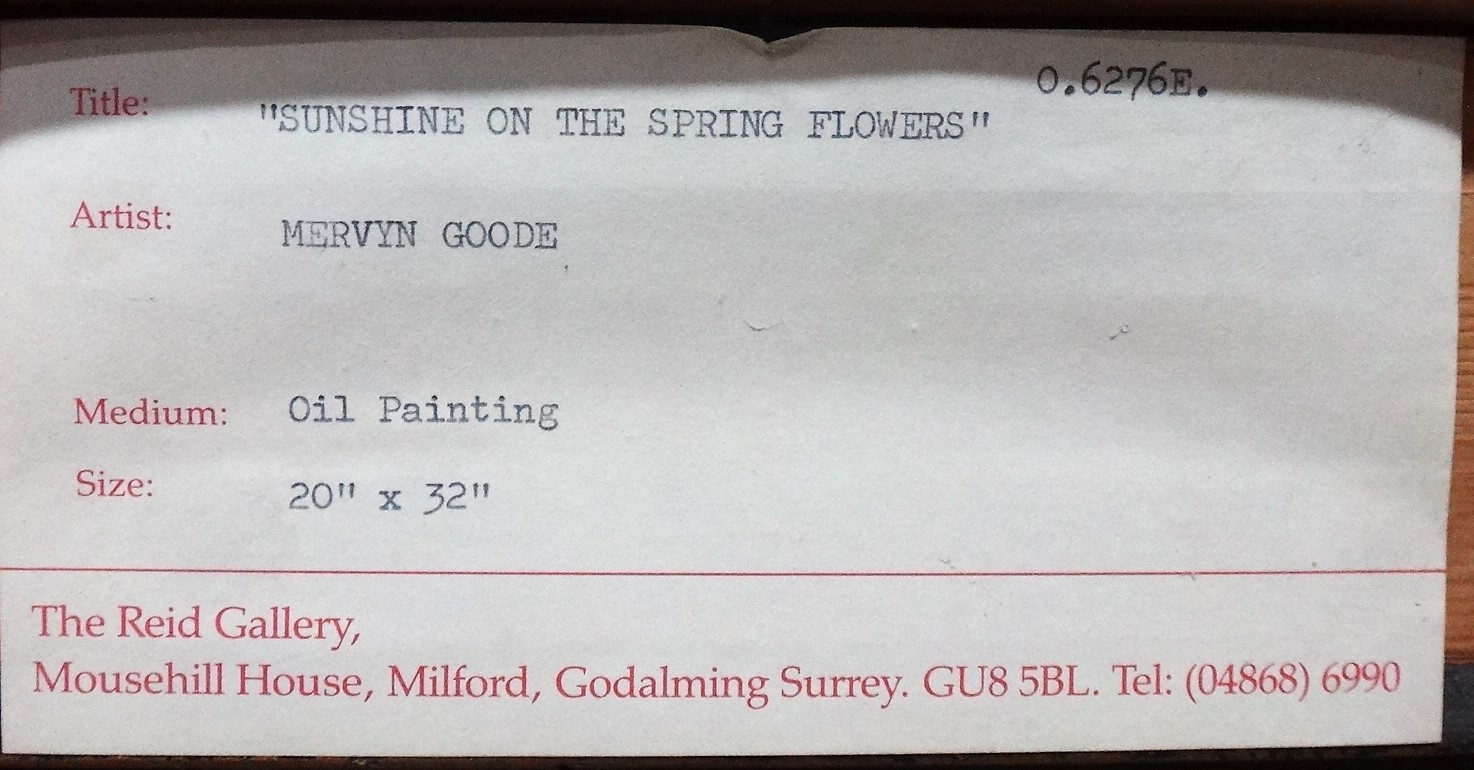 0.6276E.
Title: "SUNSHINE ON THE SPRING FLOWERS"
Artist: MERVYN GOODE
Medium: Oil Painting
Size: 20" x 32"
The Reid Gallery,
Mousehill House, Milford, Godalming Surrey. GU8 5BL. Tel: (04868) 6990